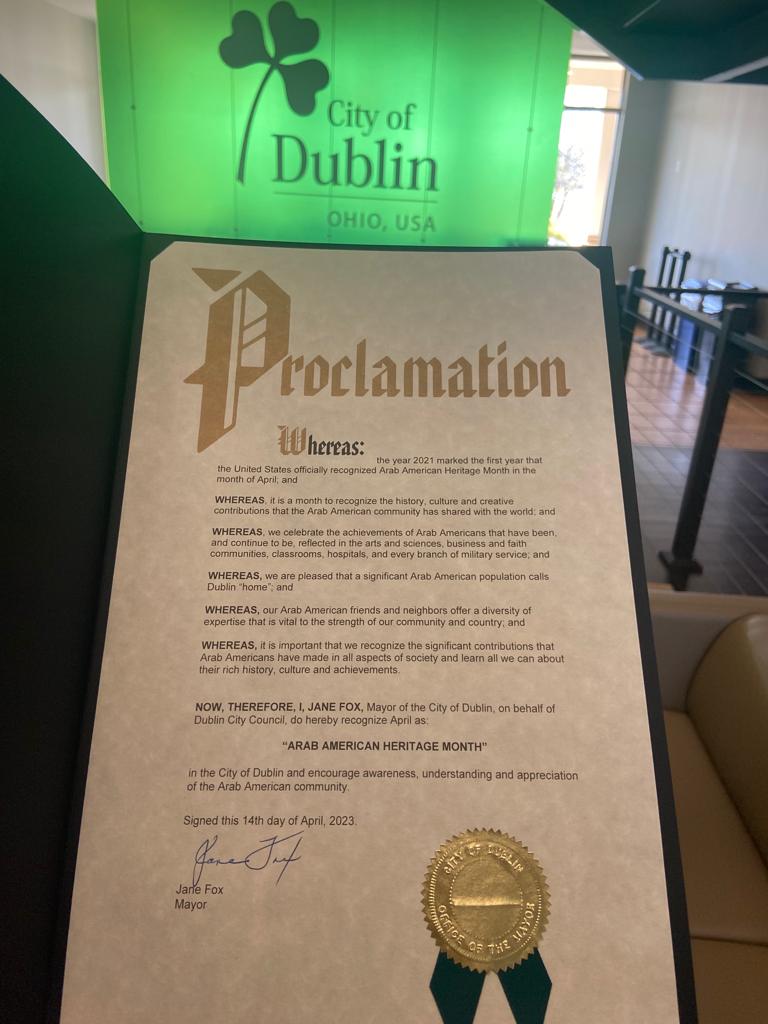 City of
Dublin
OHIO, USA
Proclamation
Whereas: the year 2021 marked the first year that
the United States officially recognized Arab American Heritage Month in the
month of April; and
WHEREAS, it is a month to recognize the history, culture and creative
contributions that the Arab American community has shared with the world; and
WHEREAS, we celebrate the achievements of Arab Americans that have been,
and continue to be, reflected in the arts and sciences, business and faith
communities, classrooms, hospitals, and every branch of military service; and
WHEREAS, we are pleased that a significant Arab American population calls
Dublin “home”; and
WHEREAS, our Arab American friends and neighbors offer a diversity of
expertise that is vital to the strength of our community and country; and
WHEREAS, it is important that we recognize the significant contributions that
Arab Americans have made in all aspects of society and learn all we can about
their rich history, culture and achievements.
NOW, THEREFORE, I, JANE FOX, Mayor of the City of Dublin, on behalf of
Dublin City Council, do hereby recognize April as:
“ARAB AMERICAN HERITAGE MONTH”
in the City of Dublin and encourage awareness, understanding and appreciation
of the Arab American community.
Signed this 14th day of April, 2023.
Jane Fox
Jane Fox
Mayor
CITY OF DUBLIN
OFFICE OF THE MAYOR